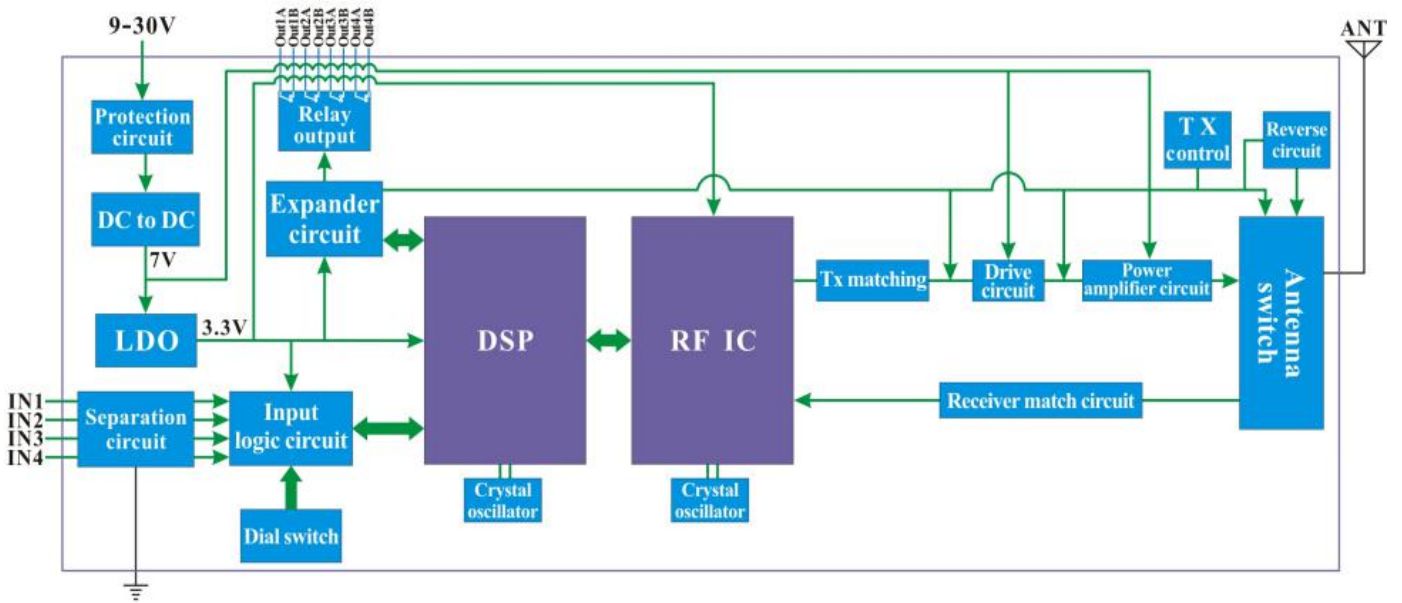 9-30V
Out1A
Out1B
Out2A
Out2B
Out3A
Out3B
Out4A
Out4B
ANT
Protection
circuit
Relay
output
T X
control
Reverse
circuit
DC to DC
Expander
circuit
7V
Tx matching
Drive
circuit
Power
amplifier circuit
Antenna
switch
LDO
3.3V
DSP
RF IC
IN1
IN2
IN3
IN4
Separation
circuit
Input
logic circuit
Receiver match circuit
Crystal
oscillator
Crystal
oscillator
Dial switch